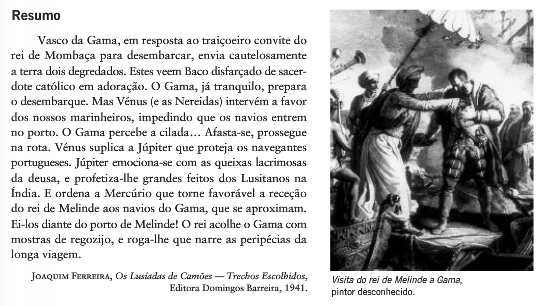 Resumo
Vasco da Gama, em resposta ao traiçoeiro convite do
rei de Mombaça para desembarcar, envia cautelosamente
a terra dois degredados. Estes veem Baco disfarçado de sacer-
dote católico em adoração. O Gama, já tranquilo, prepara
o desembarque. Mas Vénus (e as Nereidas) intervém a favor
dos nossos marinheiros, impedindo que os navios entrem
no porto. O Gama percebe a cilada... Afasta-se, prossegue
na rota. Vénus suplica a Júpiter que proteja os navegantes
portugueses. Júpiter emociona-se com as queixas lacrimosas
da deusa, e profetiza-lhe grandes feitos dos Lusitanos na
Índia. E ordena a Mercúrio que torne favorável a receção
do rei de Melinde aos navios do Gama, que se aproximam.
Ei-los diante do porto de Melinde! O rei acolhe o Gama com
mostras de regozijo, e roga-lhe que narre as peripécias da
longa viagem.
JOAQUIM FERREIRA, Os Lusíadas de Camões — Trechos Escolhidos,
Editora Domingos Barreira, 1941.
Visita do rei de Melinde a Gama,
pintor desconhecido.